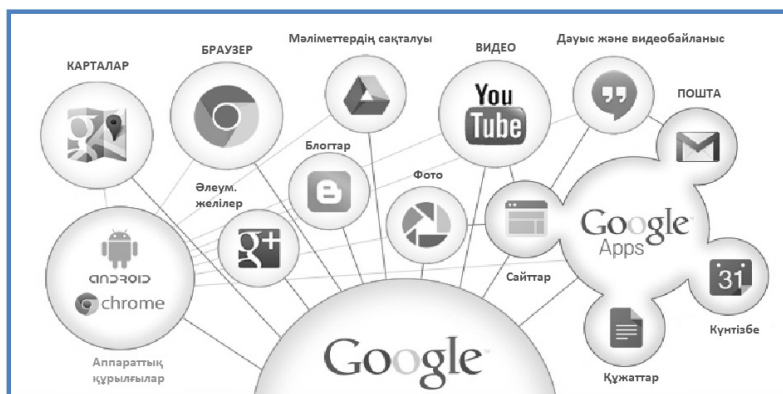 КАРТАЛАР
БРАУЗЕР
Мәліметтердің сақталуы
ВИДЕО
Дауыс және видеобайланыс
ПОШТА
You
Tube
Әлеум.
желілер
Блогтар
Фото
g+
Google
Apps
Сайттар
31
Күнтізбе
Құжаттар
android
chrome
Аппараттық
құрылғылар
Google